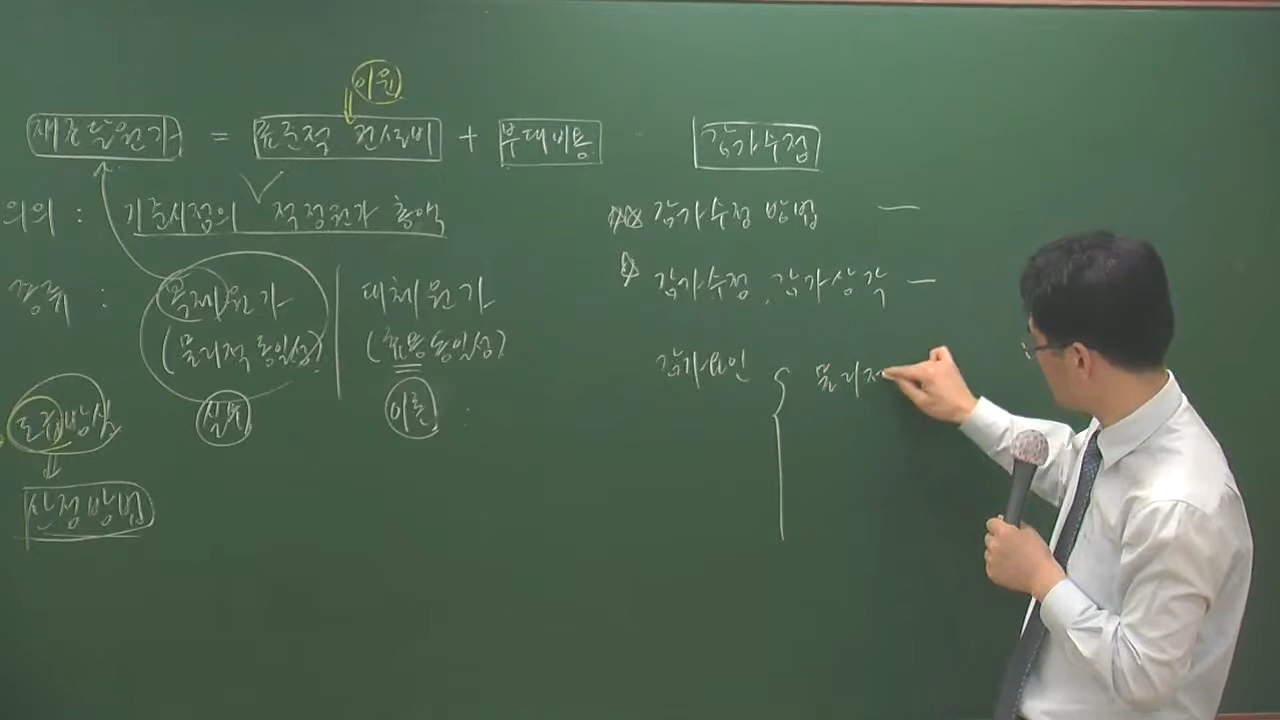 이윤
재조달원가 = 표준적 건설비 + 부대비용
의의 : 기준시점의 적정원가 총액
종류 : 복제원가 | 대체원가
(물리적 동일성) (효용 동일성)
실무 이론
도급방식
산정방법
감가수정
※※ 감가수정 방법 —
☆ 감가수정, 감가상각 —
감가요인 { 물리저